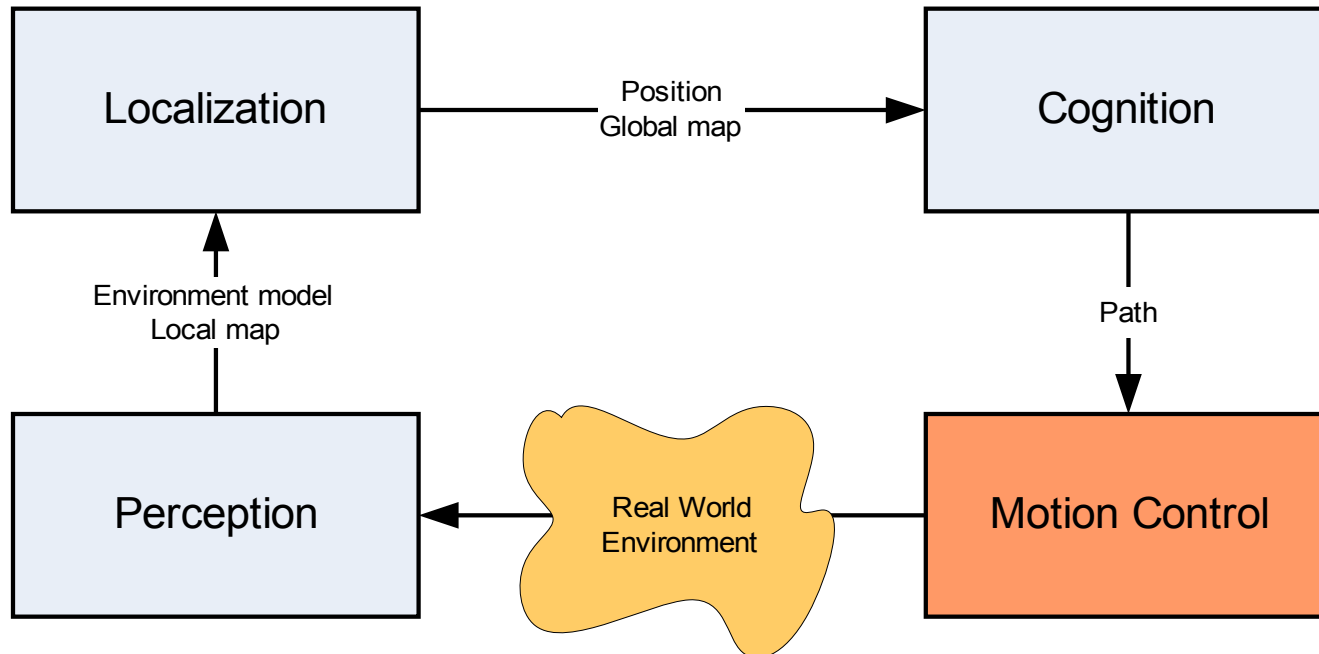 Localization
Position
Global map
Cognition
Environment model
Local map
Path
Perception
Real World
Environment
Motion Control